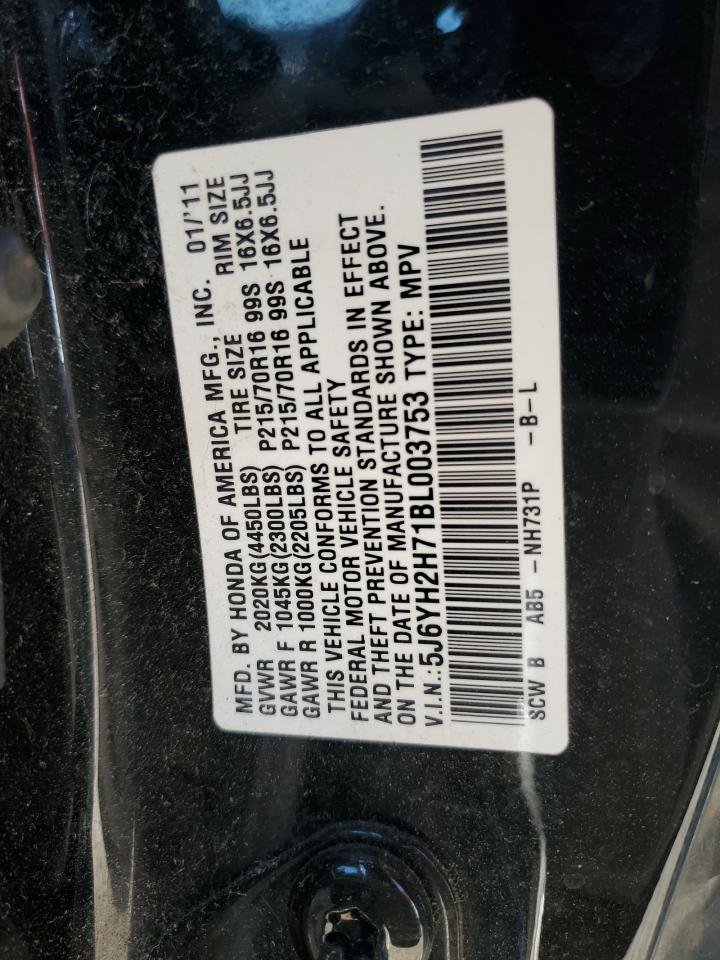 MFD. BY HONDA OF AMERICA MFG., INC. 01/'11
GVWR 2020KG(4450LBS) TIRE SIZE RIM SIZE
GAWR F 1045KG(2300LBS) P215/70R16 99S 16X6.5JJ
GAWR R 1000KG(2205LBS) P215/70R16 99S 16X6.5JJ
THIS VEHICLE CONFORMS TO ALL APPLICABLE
FEDERAL MOTOR VEHICLE SAFETY
AND THEFT PREVENTION STANDARDS IN EFFECT
ON THE DATE OF MANUFACTURE SHOWN ABOVE.
V.I.N.:5J6YH2H71BL003753 TYPE: MPV
SCW B AB5 -NH731P -B-L